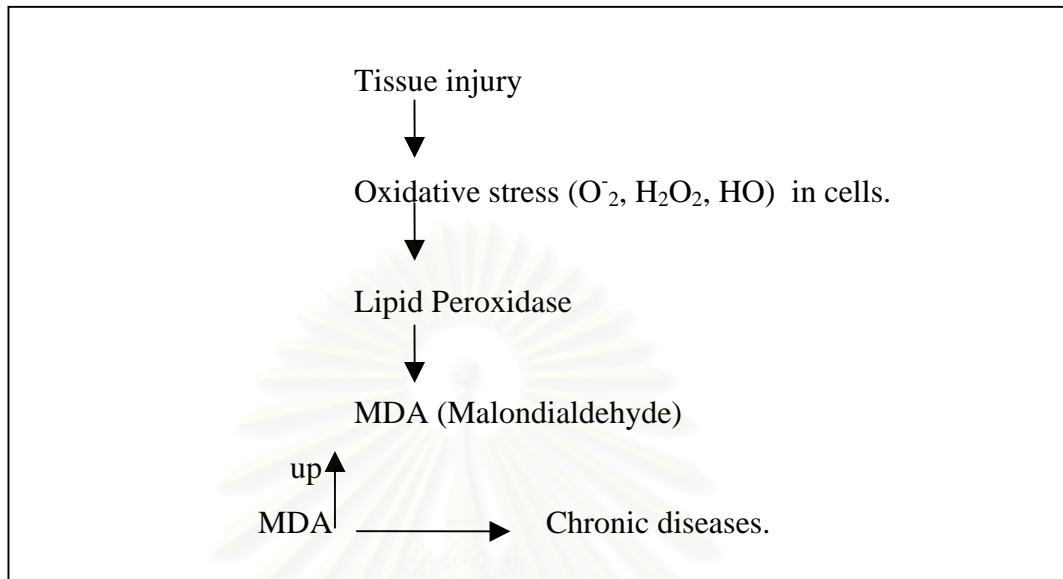 Tissue injury
Oxidative stress (O⁻₂, H₂O₂, HO) in cells.
Lipid Peroxidase
MDA (Malondialdehyde)
up
MDA Chronic diseases.